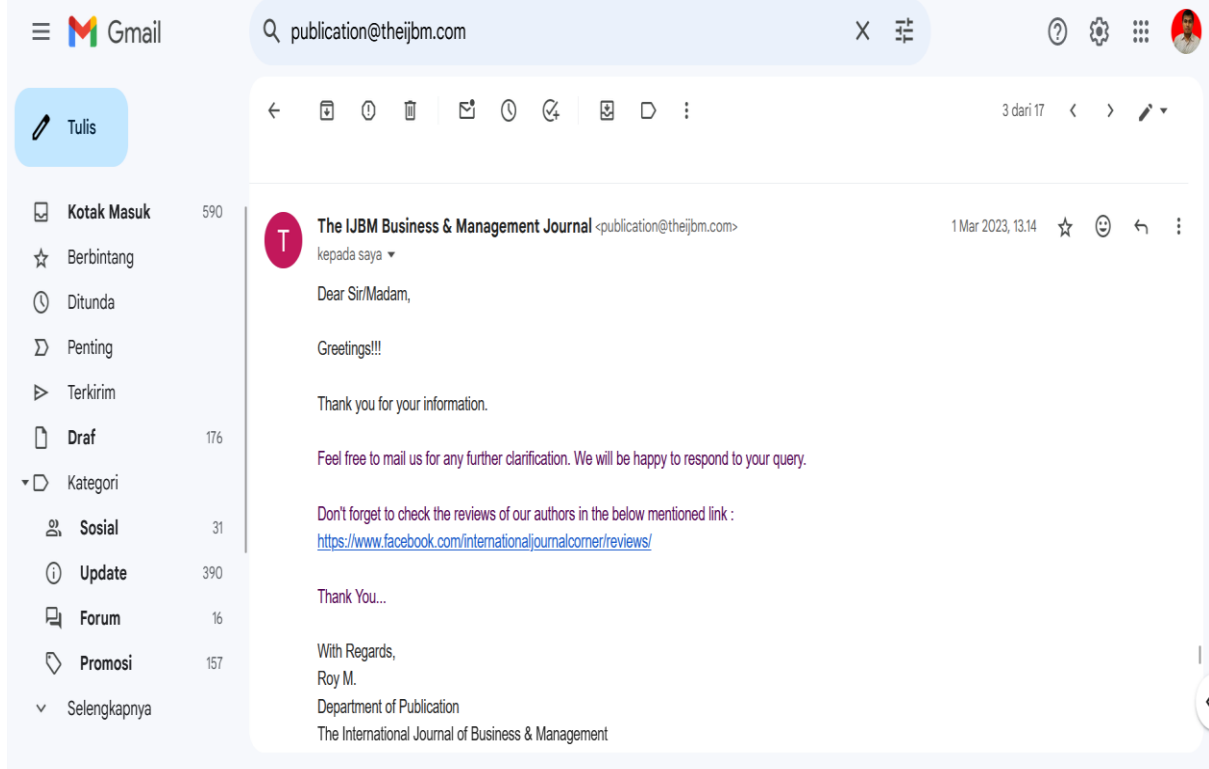 Gmail
publication@theijbm.com
Tulis
3 dari 17
Kotak Masuk 590
Berbintang
Ditunda
Penting
Terkirim
Draf 176
Kategori
Sosial 31
Update 390
Forum 16
Promosi 157
Selengkapnya
T
The IJBM Business & Management Journal <publication@theijbm.com>
1 Mar 2023, 13.14
kepada saya
Dear Sir/Madam,
Greetings!!!
Thank you for your information.
Feel free to mail us for any further clarification. We will be happy to respond to your query.
Don't forget to check the reviews of our authors in the below mentioned link :
https://www.facebook.com/internationaljournalcorner/reviews/
Thank You...
With Regards,
Roy M.
Department of Publication
The International Journal of Business & Management